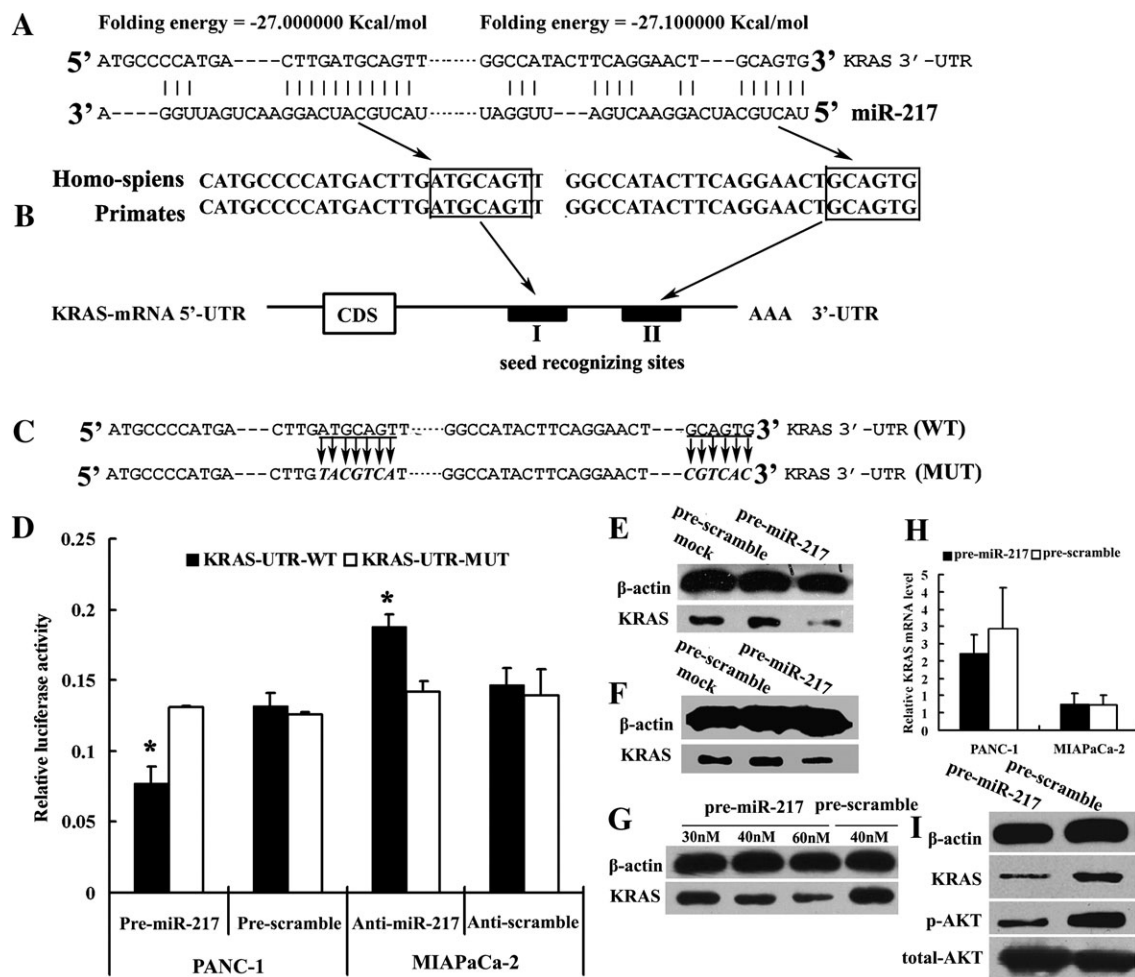 A
Folding energy = -27.000000 Kcal/mol Folding energy = -27.100000 Kcal/mol
5’ ATGCCCCATGA----CTTGATGCAGTT······GGCCATACTTCAGGAACT---GCAGTG 3’ KRAS 3’-UTR
3’ A----GGUUAGUCAAGGACUACGUCAU······UAGGUU---AGUCAAGGACUACGUCAU 5’ miR-217
Homo-spiens CATGCCCCATGACTTGATGCAGTT GGCCATACTTCAGGAACTGCAGTG
Primates CATGCCCCATGACTTGATGCAGTT GGCCATACTTCAGGAACTGCAGTG
B
KRAS-mRNA 5’-UTR CDS AAA 3’-UTR
I II
seed recognizing sites
C
5’ ATGCCCCATGA---CTTGATGCAGTT······GGCCATACTTCAGGAACT---GCAGTG 3’ KRAS 3’-UTR (WT)
5’ ATGCCCCATGA---CTTGTACGTCAT······GGCCATACTTCAGGAACT---CGTCAC 3’ KRAS 3’-UTR (MUT)
D
KRAS-UTR-WT KRAS-UTR-MUT
Relative luciferase activity
0.25
0.2
0.15
0.1
0.05
0
*
*
Pre-miR-217 Pre-scramble Anti-miR-217 Anti-scramble
PANC-1 MIAPaCa-2
E
mock pre-scramble pre-miR-217
β-actin
KRAS
F
mock pre-scramble pre-miR-217
β-actin
KRAS
G
pre-miR-217 pre-scramble
30nM 40nM 60nM 40nM
β-actin
KRAS
H
pre-miR-217 pre-scramble
Relative KRAS mRNA level
5
4
3
3
2
1
1
0
PANC-1 MIAPaCa-2
I
pre-miR-217 pre-scramble
β-actin
KRAS
p-AKT
total-AKT